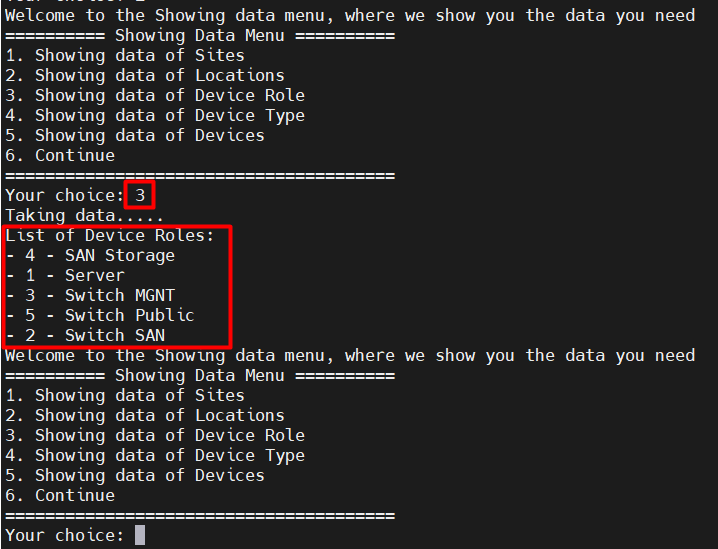 Welcome to the Showing data menu, where we show you the data you need
========== Showing Data Menu ==========
1. Showing data of Sites
2. Showing data of Locations
3. Showing data of Device Role
4. Showing data of Device Type
5. Showing data of Devices
6. Continue
=======================================
Your choice: 3
Taking data.....
List of Device Roles:
- 4 - SAN Storage
- 1 - Server
- 3 - Switch MGNT
- 5 - Switch Public
- 2 - Switch SAN
Welcome to the Showing data menu, where we show you the data you need
========== Showing Data Menu ==========
1. Showing data of Sites
2. Showing data of Locations
3. Showing data of Device Role
4. Showing data of Device Type
5. Showing data of Devices
6. Continue
=======================================
Your choice: